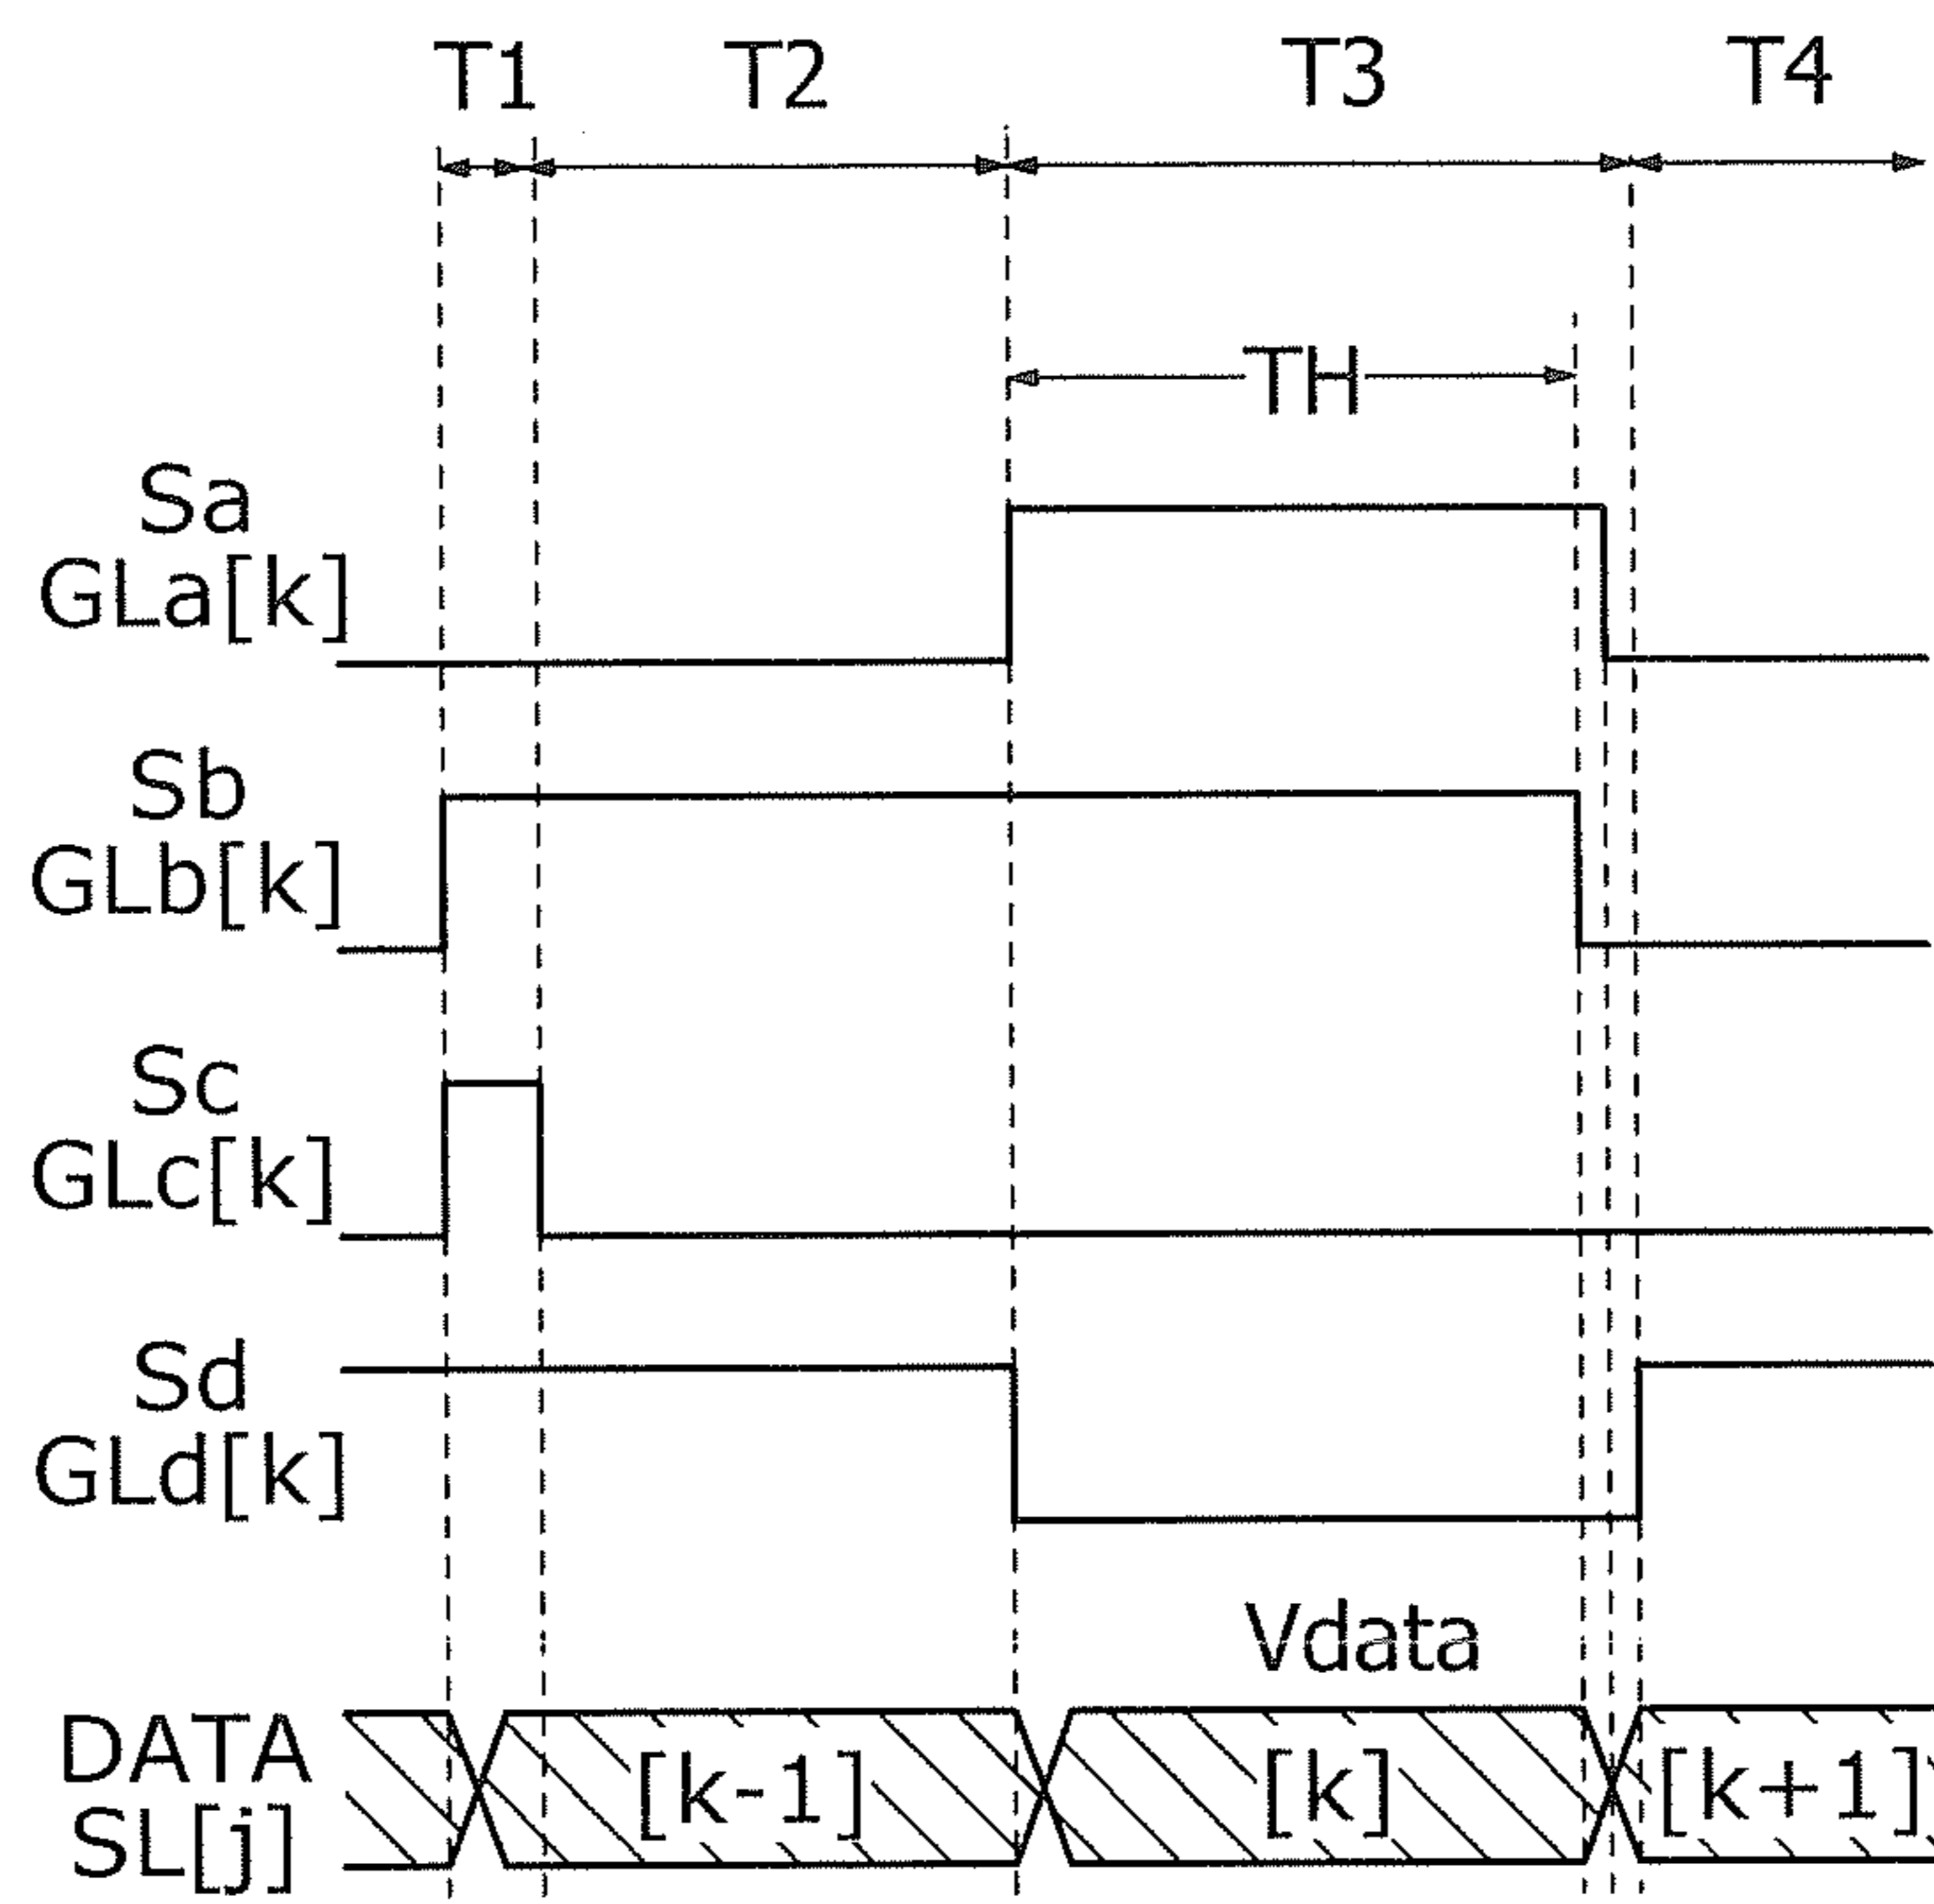 T1 T2 T3 T4
TH
Sa
GLa[k]
Sb
GLb[k]
Sc
GLc[k]
Sd
GLd[k]
Vdata
DATA
SL[j]
[k-1] [k] [k+1]